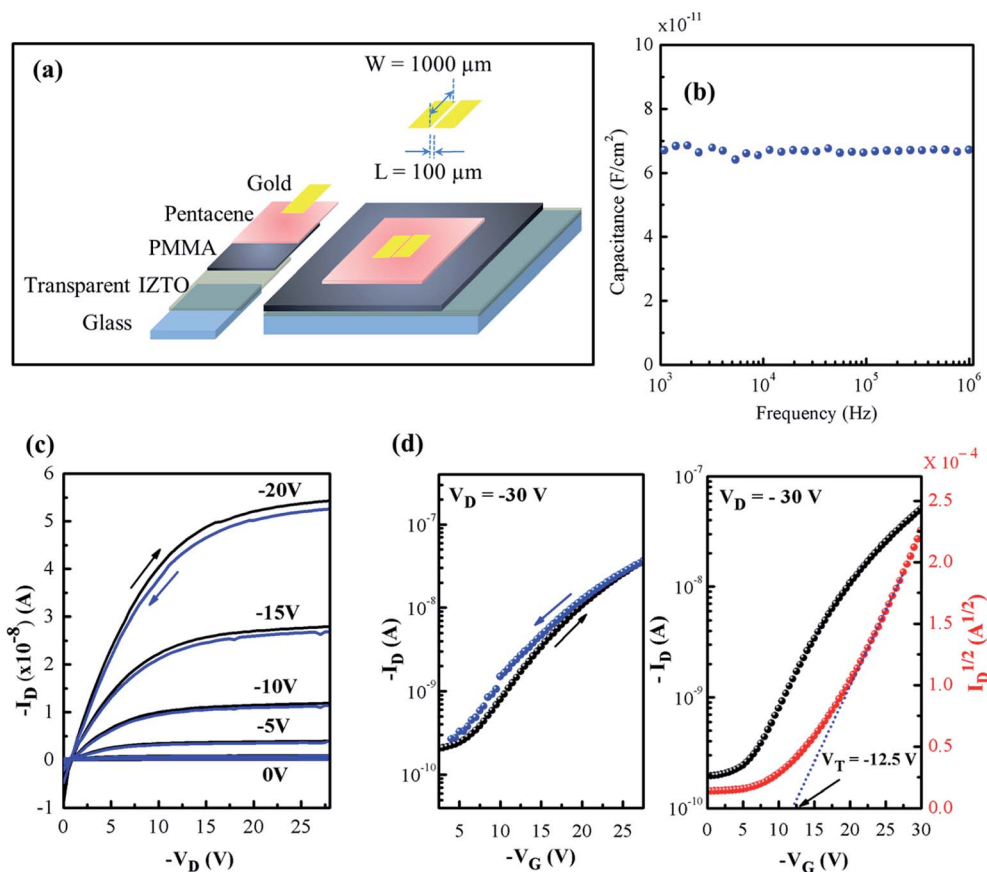 (a)
W = 1000 µm
L = 100 µm
Gold
Pentacene
PMMA
Transparent IZTO
Glass
(b)
x10⁻¹¹
10
8
6
4
2
0
Capacitance (F/cm²)
10³ 10⁴ 10⁵ 10⁶
Frequency (Hz)
(c)
6
5
4
3
2
1
0
-1
-I_D (x10⁻⁸) (A)
-20V
-15V
-10V
-5V
0V
0 5 10 15 20 25
-V_D (V)
(d)
V_D = -30 V
10⁻⁷
10⁻⁸
10⁻⁹
10⁻¹⁰
-I_D (A)
5 10 15 20 25
-V_G (V)
V_D = - 30 V
10⁻⁷
10⁻⁸
10⁻⁹
10⁻¹⁰
- I_D (A)
V_T = -12.5 V
0 5 10 15 20 25 30
-V_G (V)
X 10⁻⁴
2.5
2.0
1.5
1.0
0.5
0.0
I_D^1/2 (A^1/2)